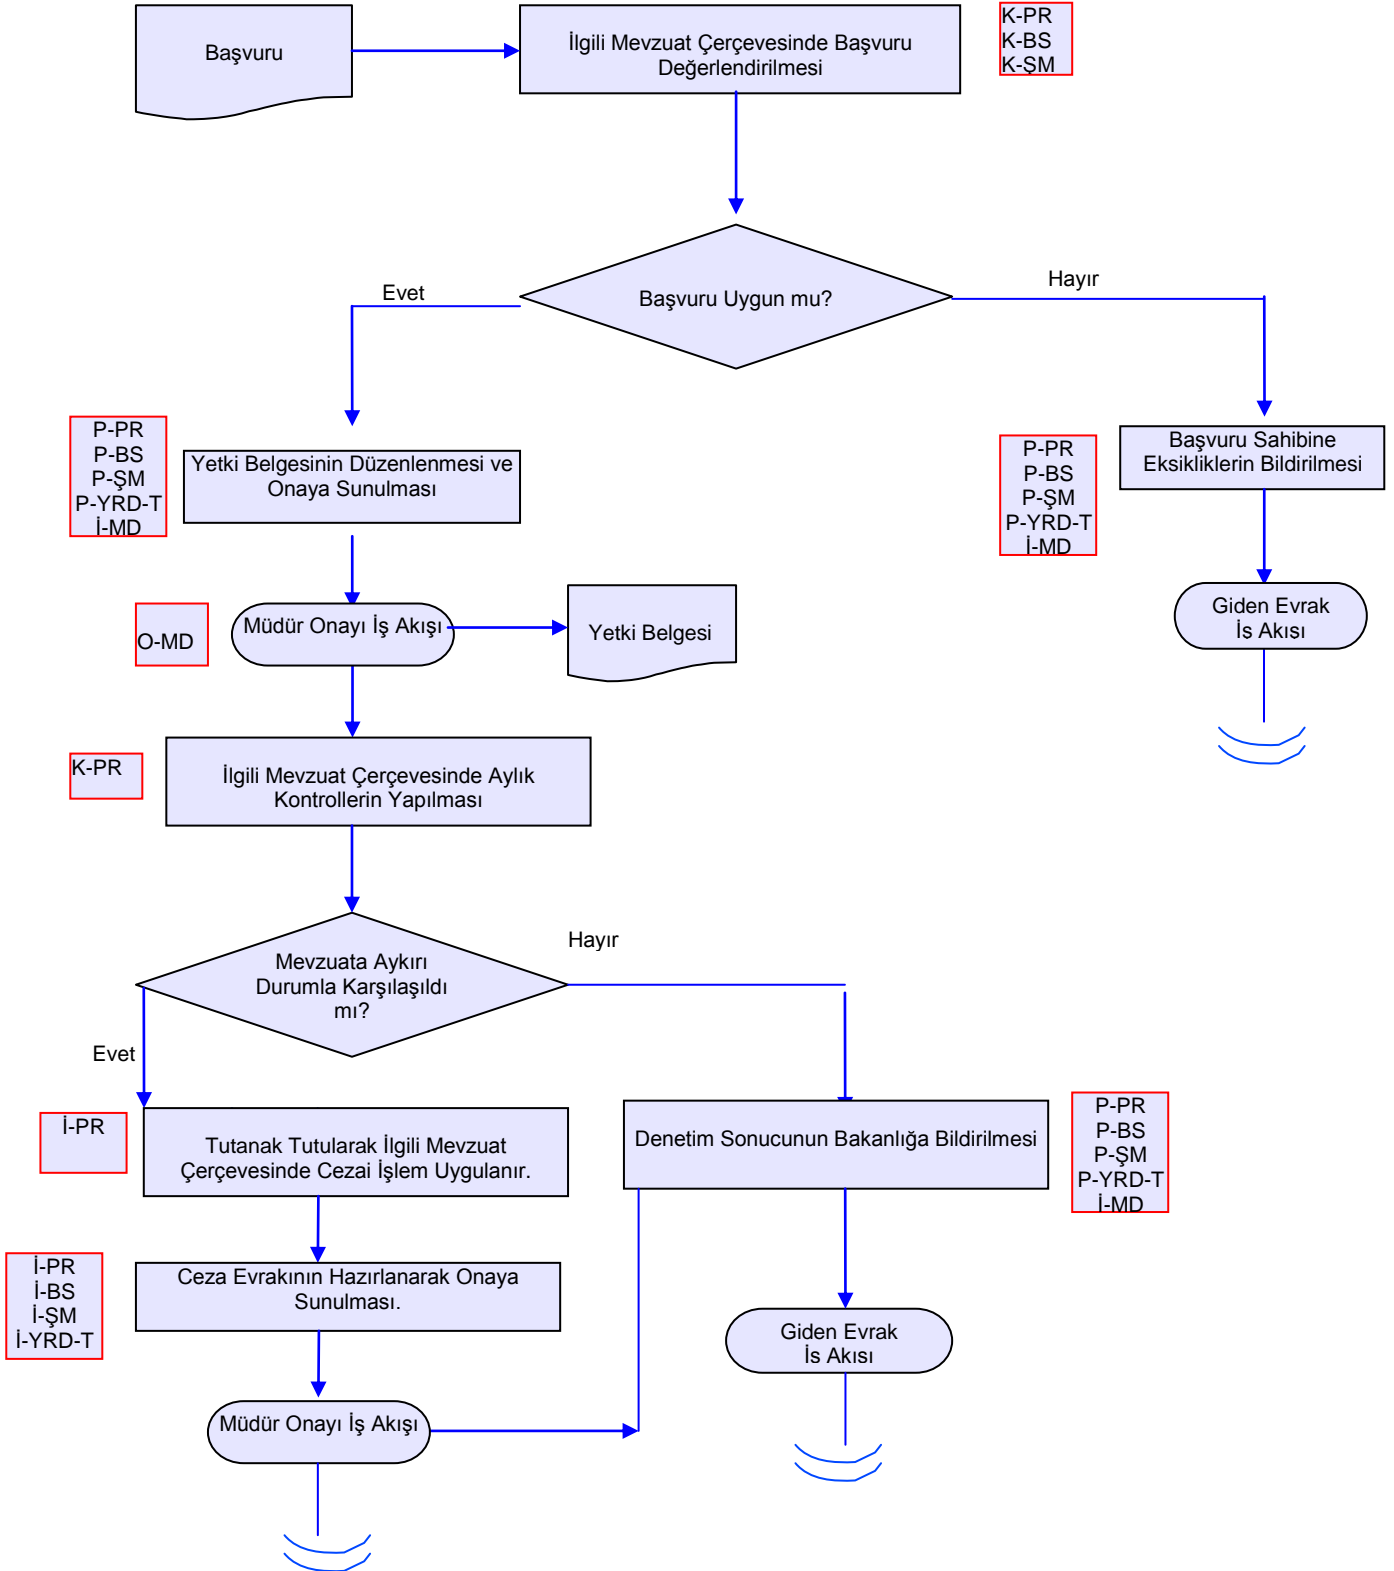 Başvuru
İlgili Mevzuat Çerçevesinde Başvuru
Değerlendirilmesi
K-PR
K-BS
K-ŞM
Başvuru Uygun mu?
Evet
Hayır
P-PR
P-BS
P-ŞM
P-YRD-T
İ-MD
Yetki Belgesinin Düzenlenmesi ve
Onaya Sunulması
P-PR
P-BS
P-ŞM
P-YRD-T
İ-MD
Başvuru Sahibine
Eksikliklerin Bildirilmesi
O-MD
Müdür Onayı İş Akışı
Yetki Belgesi
Giden Evrak
İs Akısı
K-PR
İlgili Mevzuat Çerçevesinde Aylık
Kontrollerin Yapılması
Mevzuata Aykırı
Durumla Karşılaşıldı
mı?
Hayır
Evet
İ-PR
Tutanak Tutularak İlgili Mevzuat
Çerçevesinde Cezai İşlem Uygulanır.
Denetim Sonucunun Bakanlığa Bildirilmesi
P-PR
P-BS
P-ŞM
P-YRD-T
İ-MD
İ-PR
İ-BS
İ-ŞM
İ-YRD-T
Ceza Evrakının Hazırlanarak Onaya
Sunulması.
Giden Evrak
İs Akısı
Müdür Onayı İş Akışı